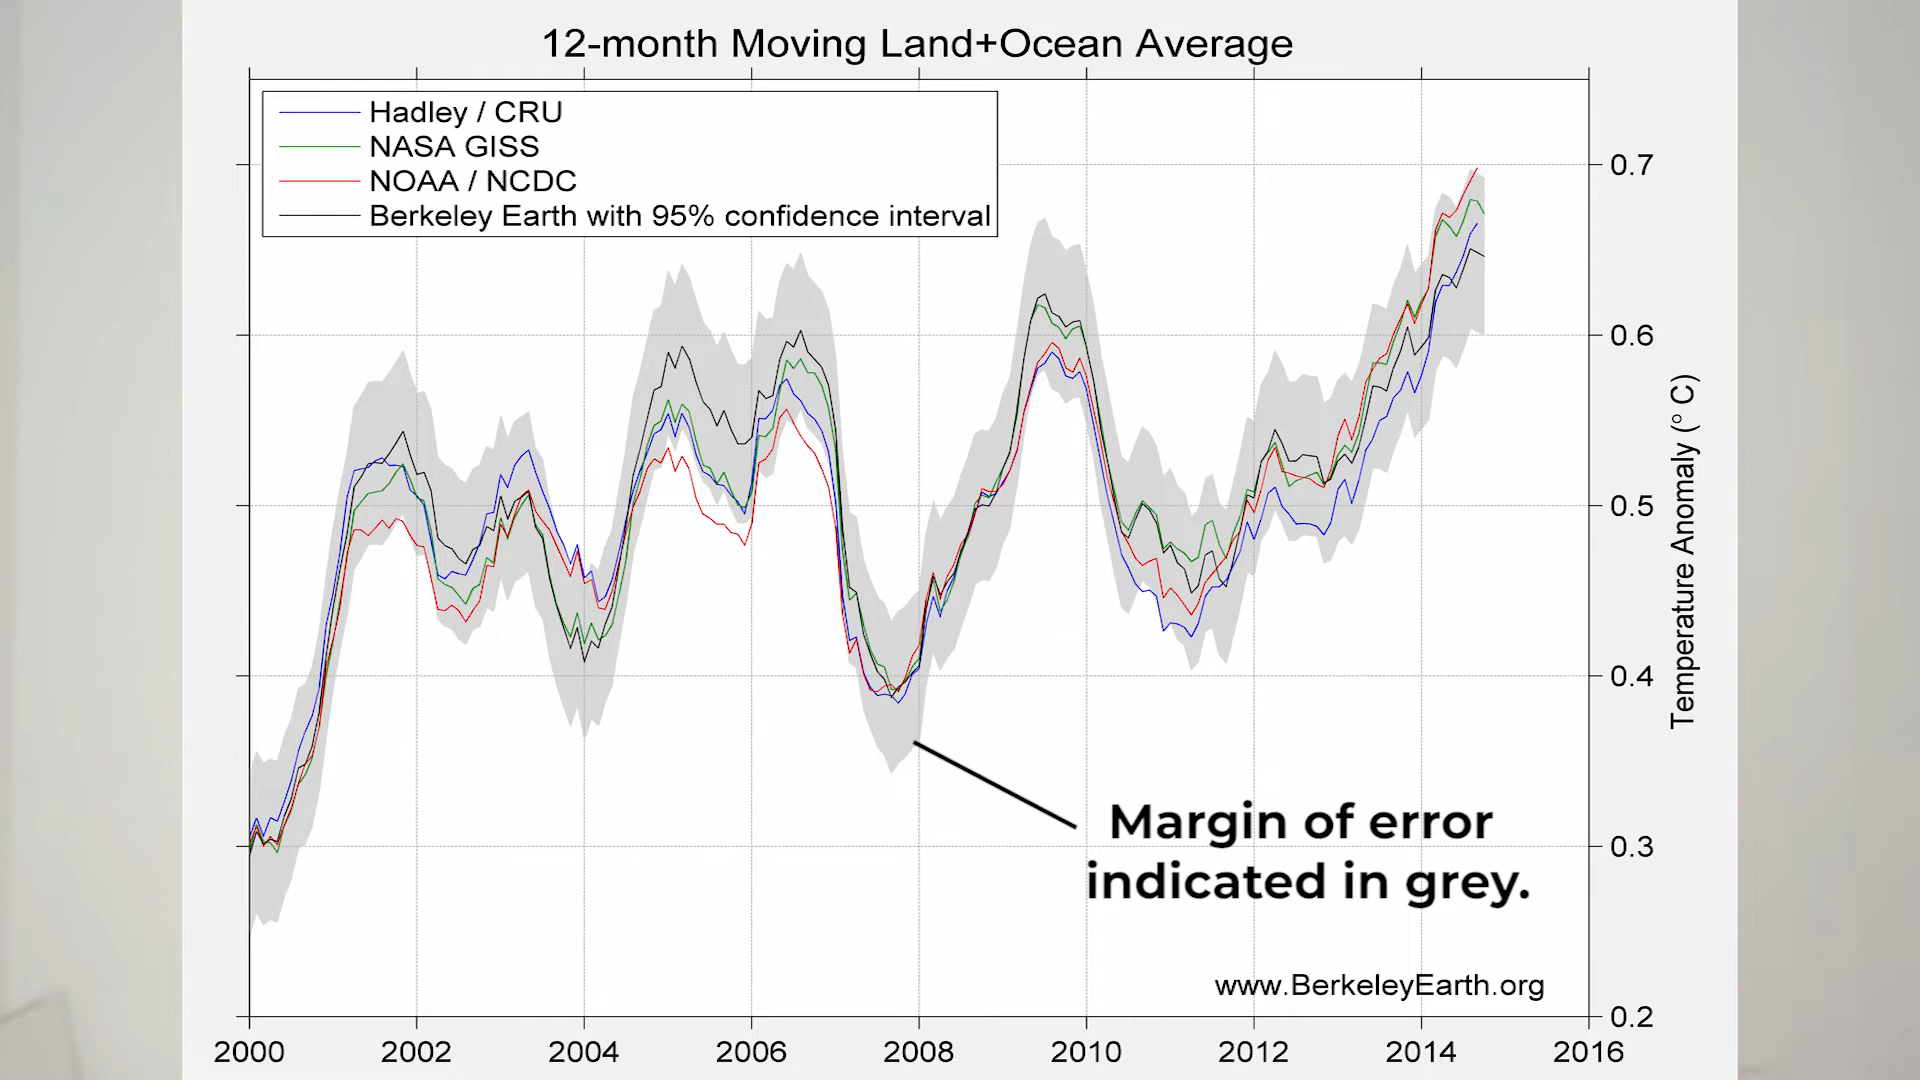 12-month Moving Land+Ocean Average
Hadley / CRU
NASA GISS
NOAA / NCDC
Berkeley Earth with 95% confidence interval
0.7
0.6
0.5
0.4
0.3
0.2
Temperature Anomaly (° C)
Margin of error
indicated in grey.
www.BerkeleyEarth.org
2000 2002 2004 2006 2008 2010 2012 2014 2016